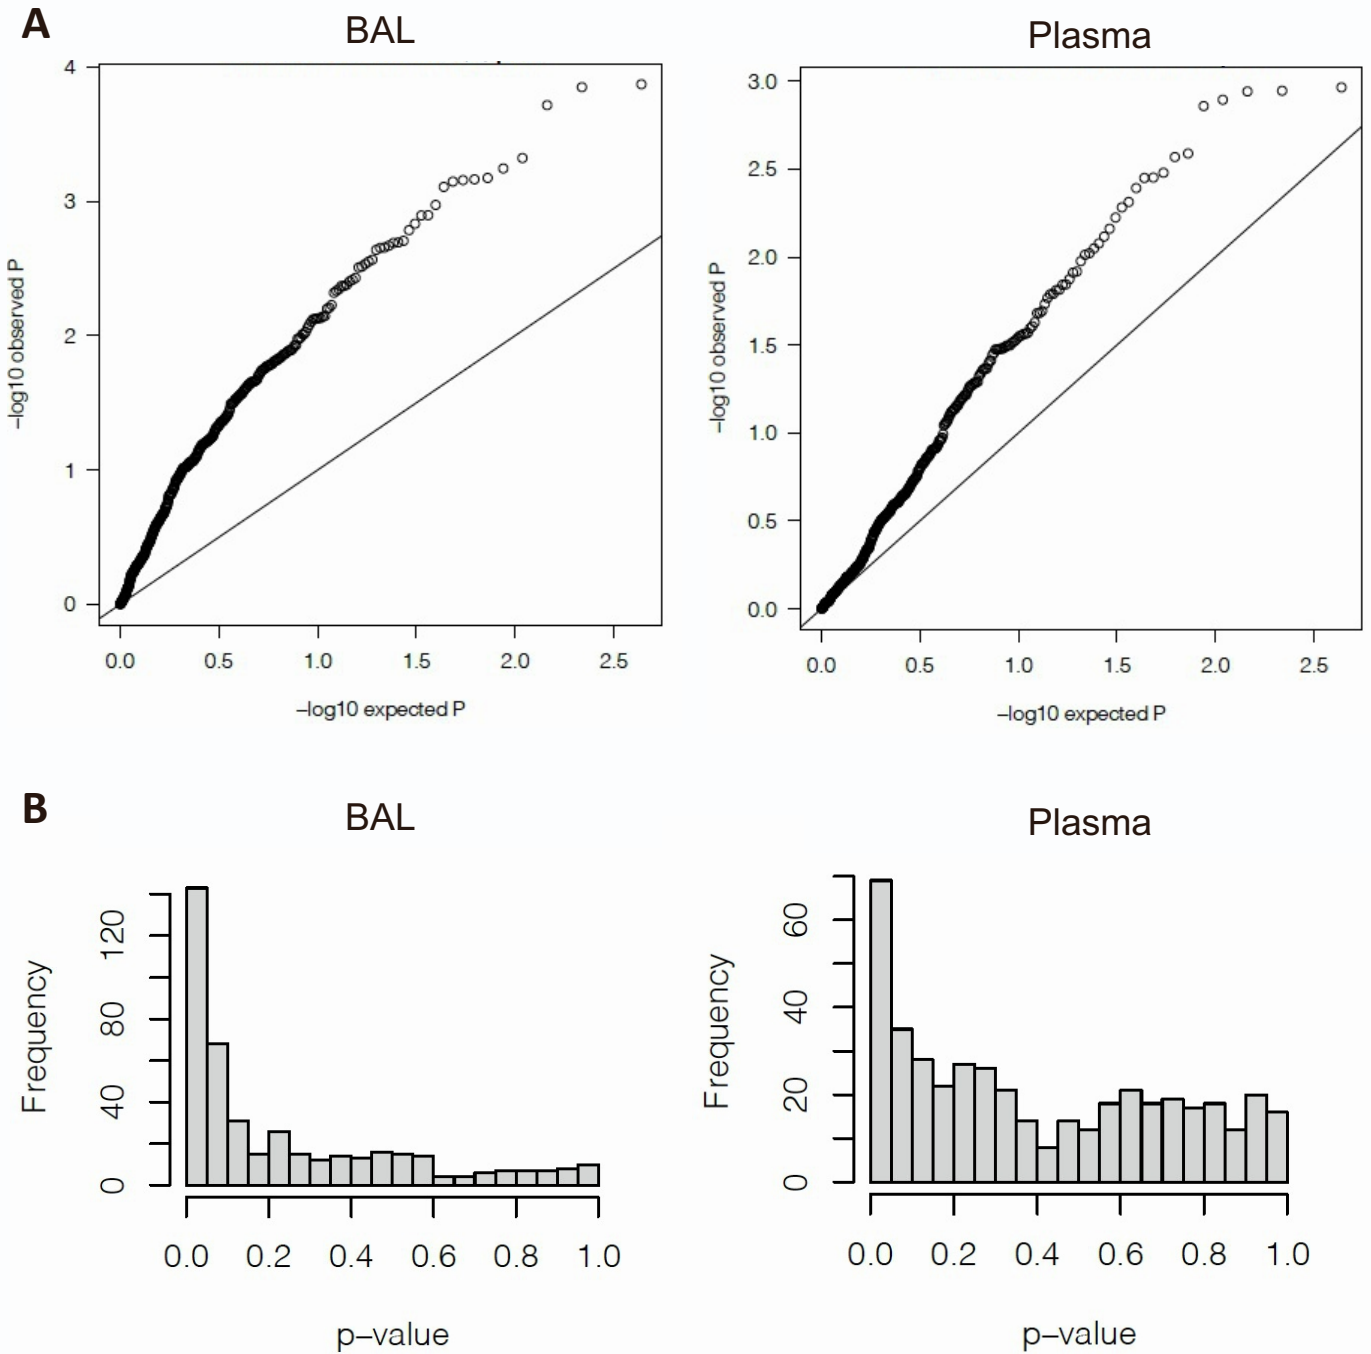 A
BAL
Plasma
4
3
2
1
0
–log10 observed P
0.0 0.5 1.0 1.5 2.0 2.5
–log10 expected P
3.0
2.5
2.0
1.5
1.0
0.5
0.0
–log10 observed P
0.0 0.5 1.0 1.5 2.0 2.5
–log10 expected P
B
BAL
Plasma
120
80
40
0
Frequency
0.0 0.2 0.4 0.6 0.8 1.0
p–value
60
40
20
0
Frequency
0.0 0.2 0.4 0.6 0.8 1.0
p–value